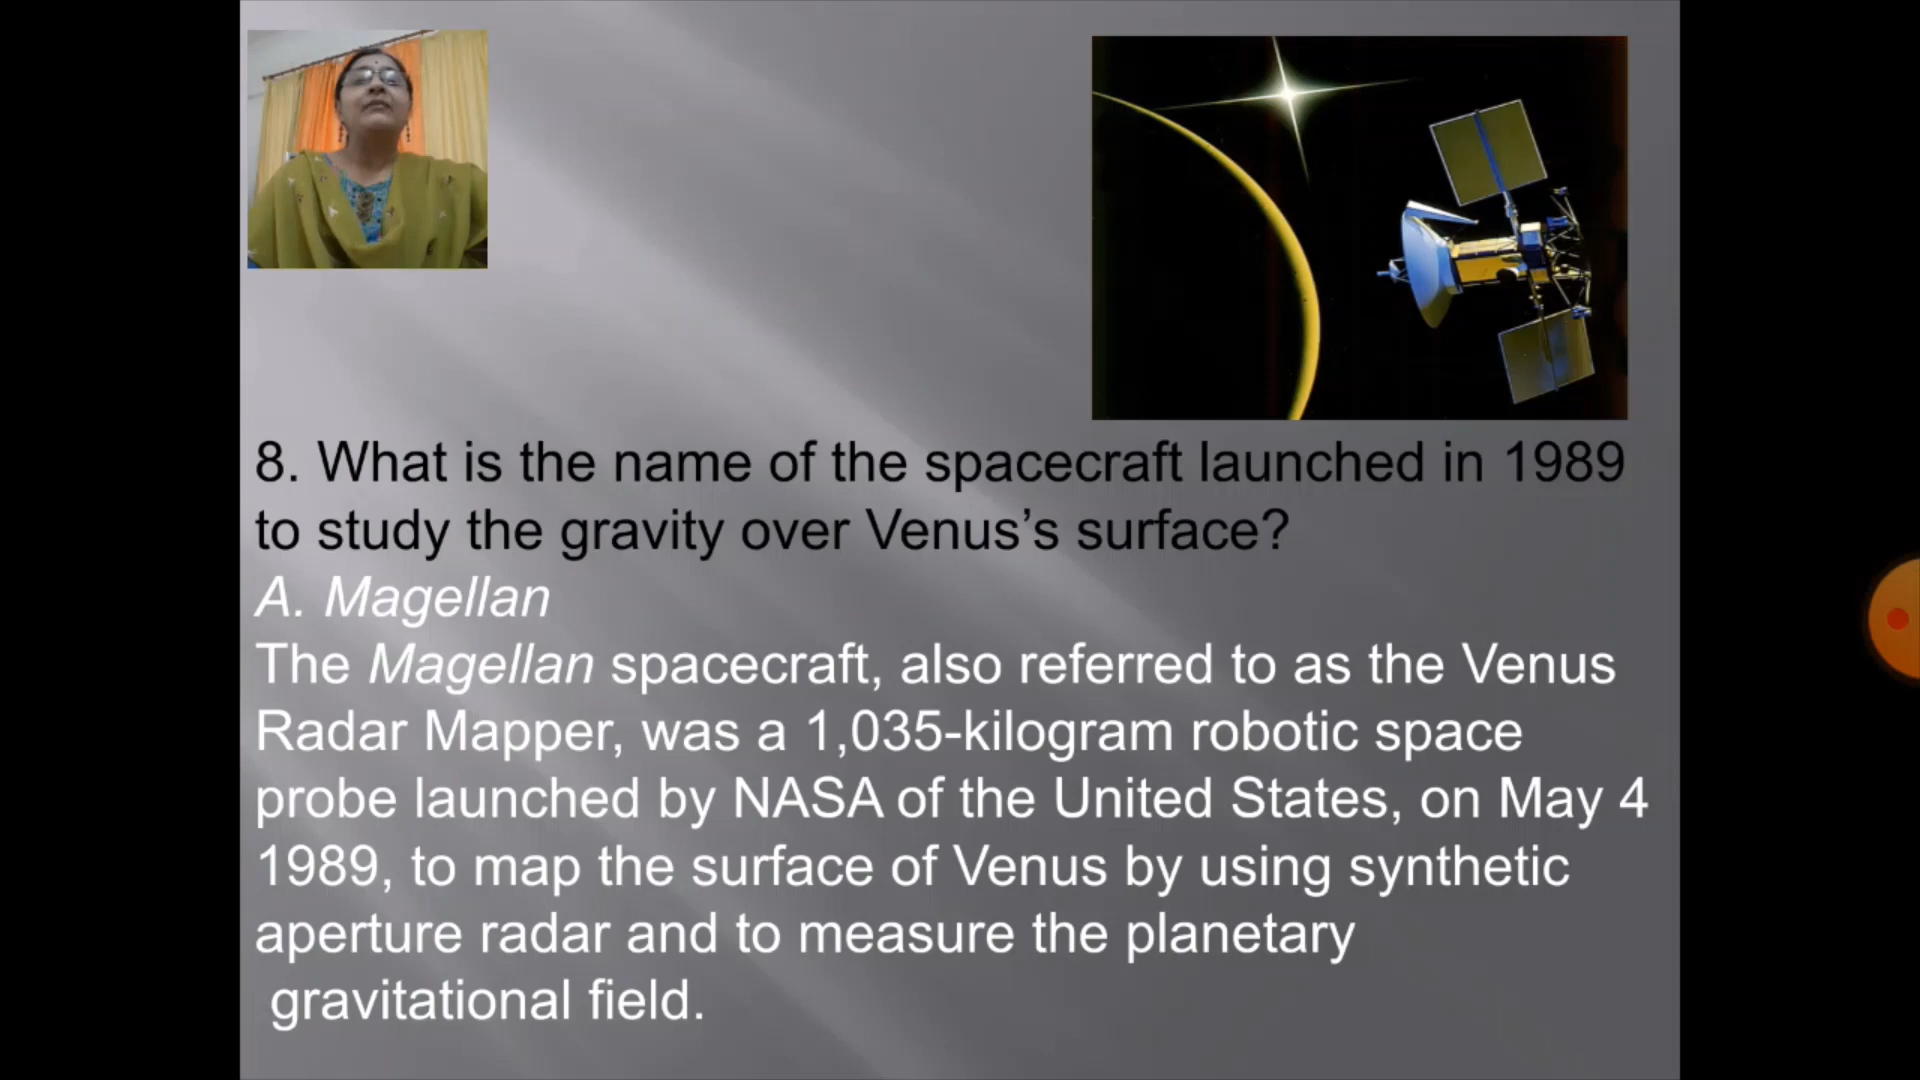 8. What is the name of the spacecraft launched in 1989
to study the gravity over Venus’s surface?
A. Magellan
The Magellan spacecraft, also referred to as the Venus
Radar Mapper, was a 1,035-kilogram robotic space
probe launched by NASA of the United States, on May 4
1989, to map the surface of Venus by using synthetic
aperture radar and to measure the planetary
gravitational field.